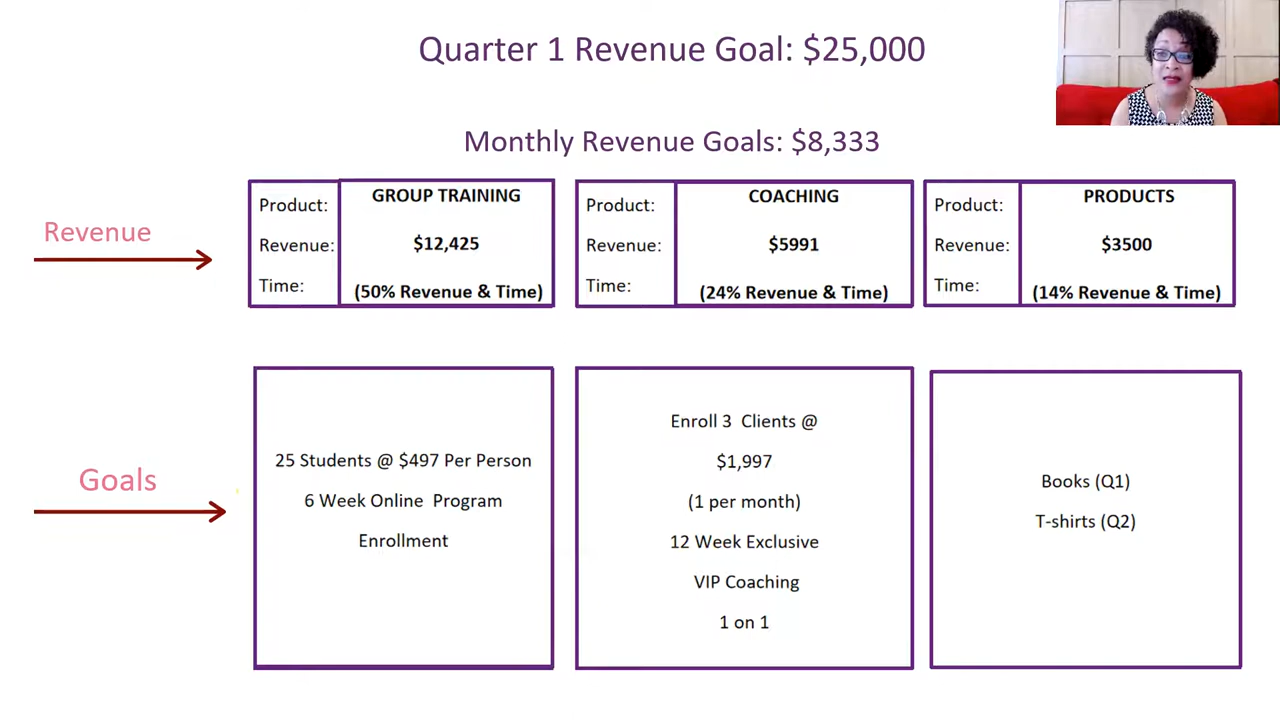 Quarter 1 Revenue Goal: $25,000
Monthly Revenue Goals: $8,333
Revenue
Product:
Revenue:
Time:
GROUP TRAINING
$12,425
(50% Revenue & Time)
Product:
Revenue:
Time:
COACHING
$5991
(24% Revenue & Time)
Product:
Revenue:
Time:
PRODUCTS
$3500
(14% Revenue & Time)
Goals
25 Students @ $497 Per Person
6 Week Online Program
Enrollment
Enroll 3 Clients @
$1,997
(1 per month)
12 Week Exclusive
VIP Coaching
1 on 1
Books (Q1)
T-shirts (Q2)